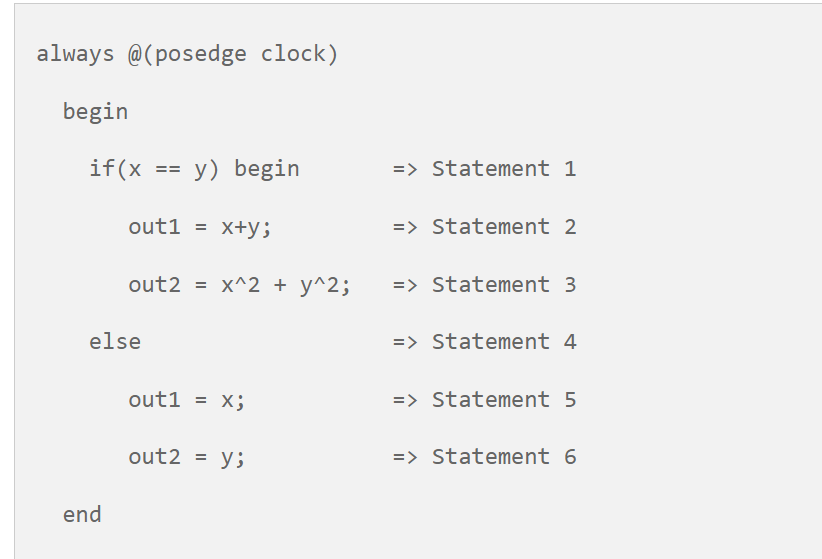 always @(posedge clock)
begin
if(x == y) begin => Statement 1
out1 = x+y; => Statement 2
out2 = x^2 + y^2; => Statement 3
else => Statement 4
out1 = x; => Statement 5
out2 = y; => Statement 6
end